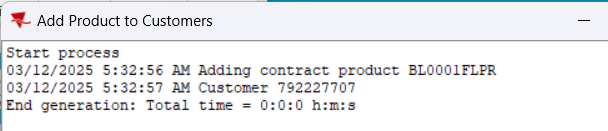 Add Product to Customers
Start process
03/12/2025 5:32:56 AM Adding contract product BL0001FLPR
03/12/2025 5:32:57 AM Customer 792227707
End generation: Total time = 0:0:0 h:m:s